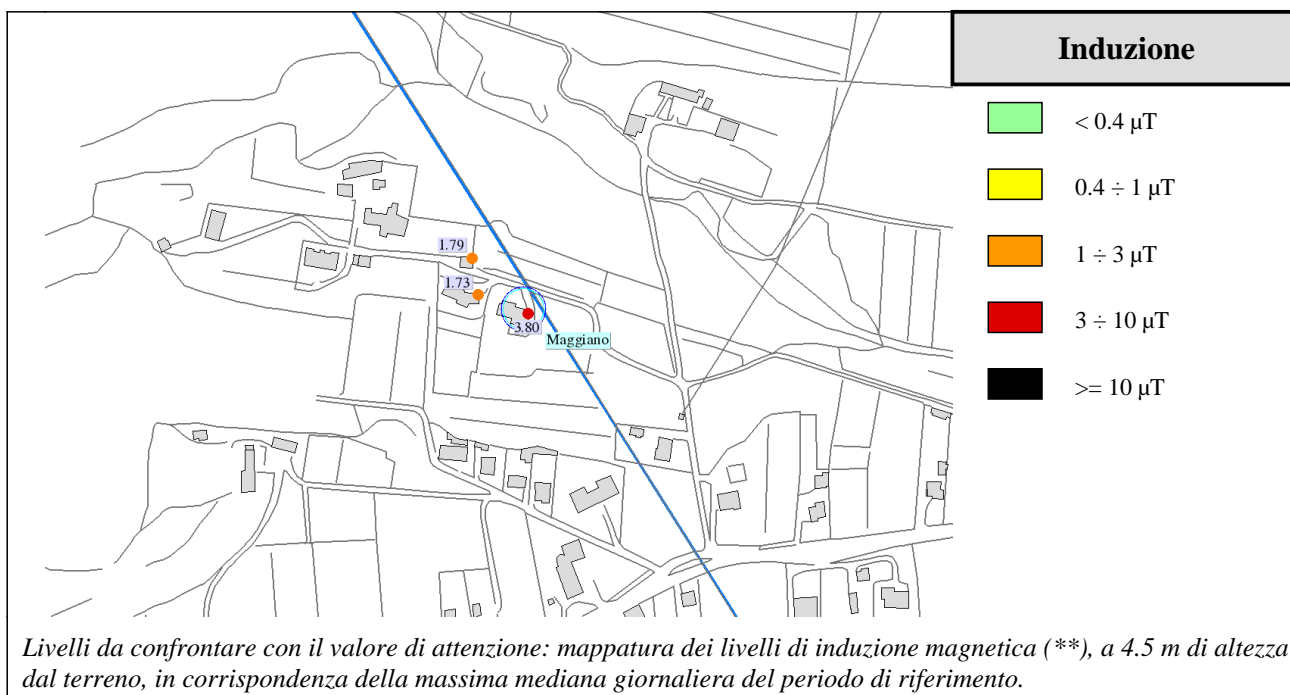 Induzione
< 0.4 µT
0.4 ÷ 1 µT
1 ÷ 3 µT
3 ÷ 10 µT
>= 10 µT
1.79
1.73
3.80
Maggiano
Livelli da confrontare con il valore di attenzione: mappatura dei livelli di induzione magnetica (**), a 4.5 m di altezza
dal terreno, in corrispondenza della massima mediana giornaliera del periodo di riferimento.